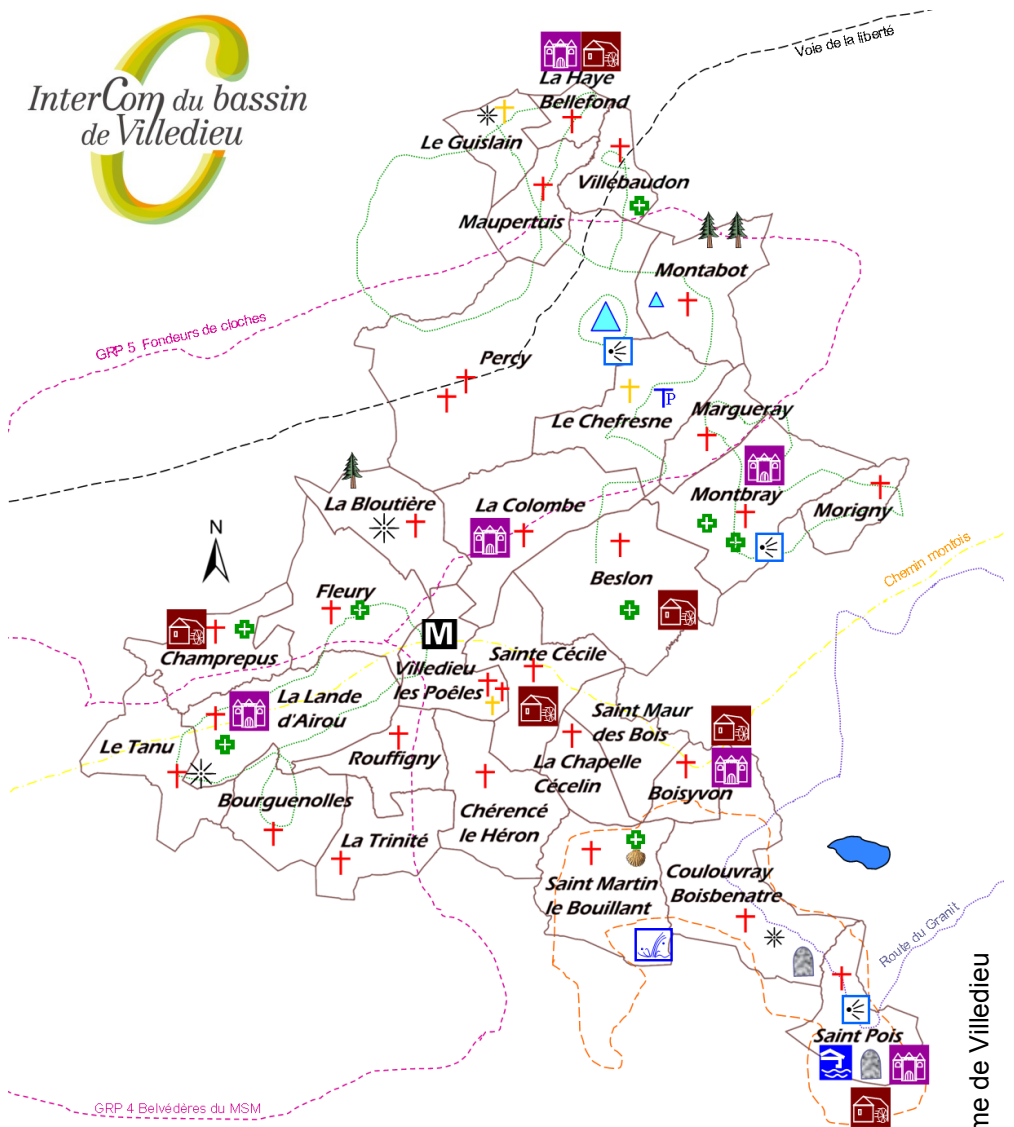 InterCom du bassin
de Villedieu
Voie de la liberté
La Haye
Bellefond
Le Guislain
Villebaudon
Maupertuis
Montabot
GRP 5 Fondeurs de cloches
Percy
Le Chefresne
TP
Margueray
Montbray
Morigny
La Bloutière
La Colombe
N
Beslon
Chemin montois
Fleury
M
Champrepus
Villedieu
les Poêles
Sainte Cécile
La Lande
d'Airou
Saint Maur
des Bois
Le Tanu
Rouffigny
La Chapelle
Cécelin
Boisyvon
Bourguenolles
Chérencé
le Héron
La Trinité
Saint Martin
le Bouillant
Coulouvray
Boisbenatre
Route du Granit
Saint Pois
GRP 4 Belvédères du MSM
me de Villedieu